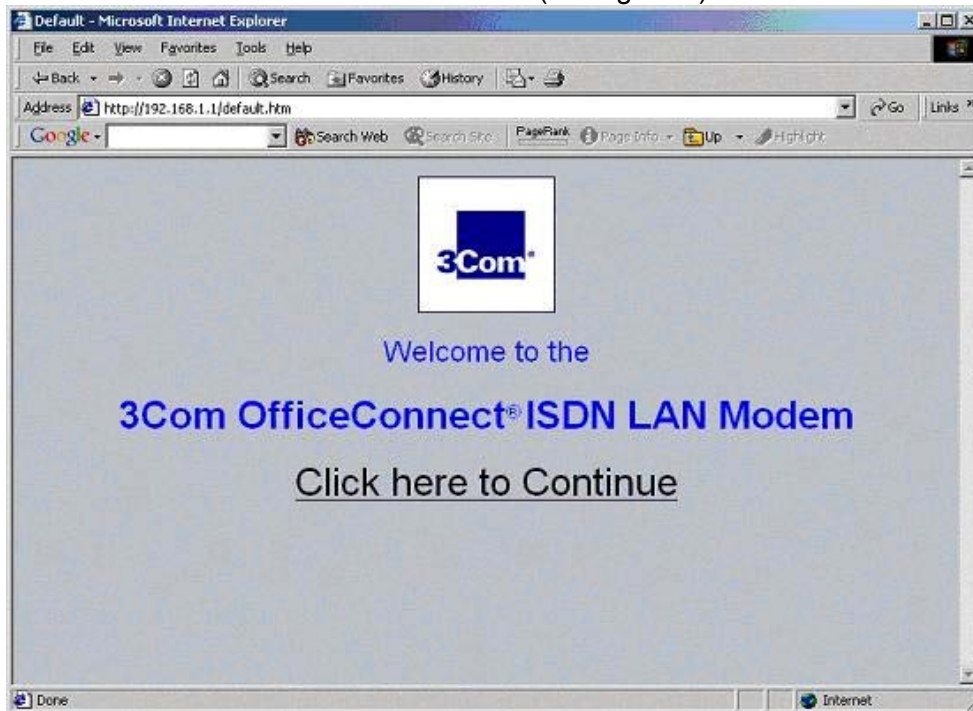 Default - Microsoft Internet Explorer
File Edit View Favorites Tools Help
Back Search Favorites History
Address http://192.168.1.1/default.htm Go Links »
Google Search Web Search Site PageRank Page Info Up Highlight
3Com
Welcome to the
3Com OfficeConnect® ISDN LAN Modem
Click here to Continue
Done Internet